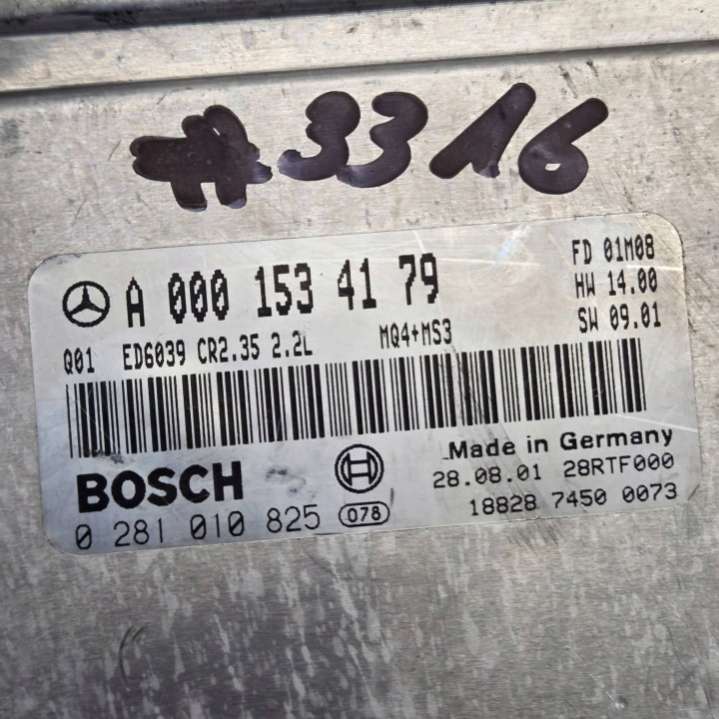 #3316
A 000 153 41 79
FD 01M08
HW 14.00
SW 09.01
Q01 ED6039 CR2.35 2.2L MQ4+MS3
BOSCH
Made in Germany
28.08.01 28RTF000
0 281 010 825 078
18828 7450 0073